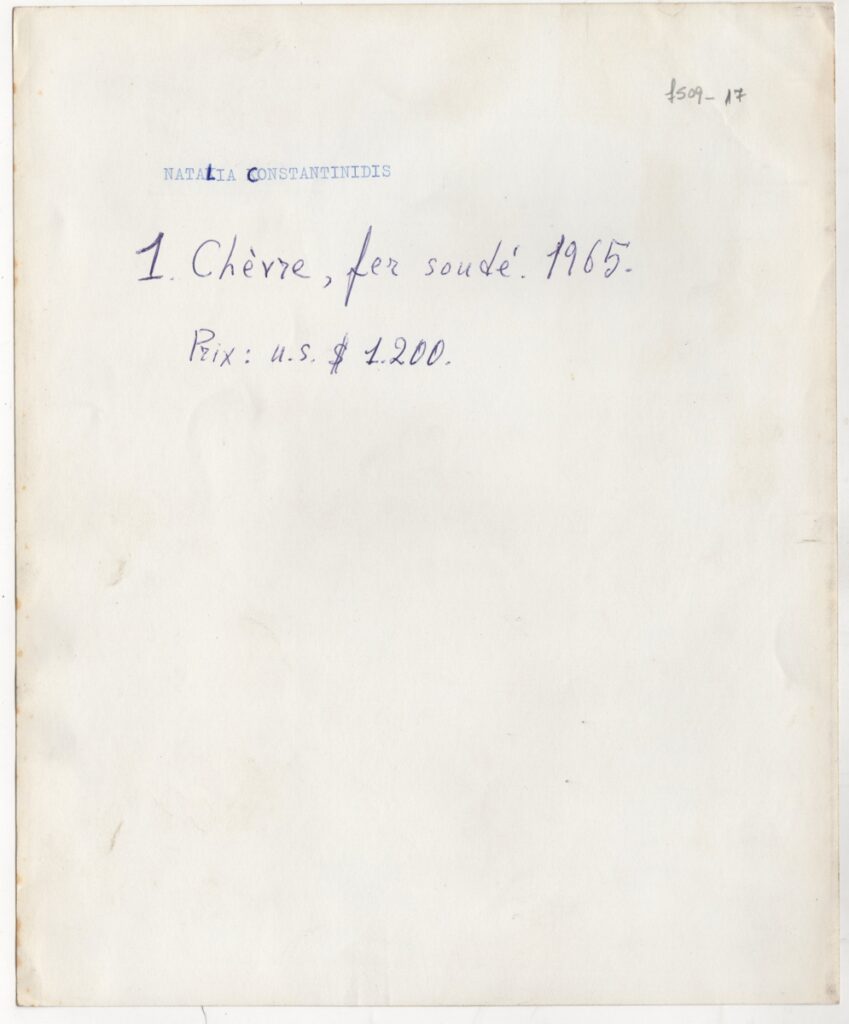 1509-17
NATALIA CONSTANTINIDIS
1. Chèvre, fer soudé. 1965.
Prix: u.s. $ 1.200.